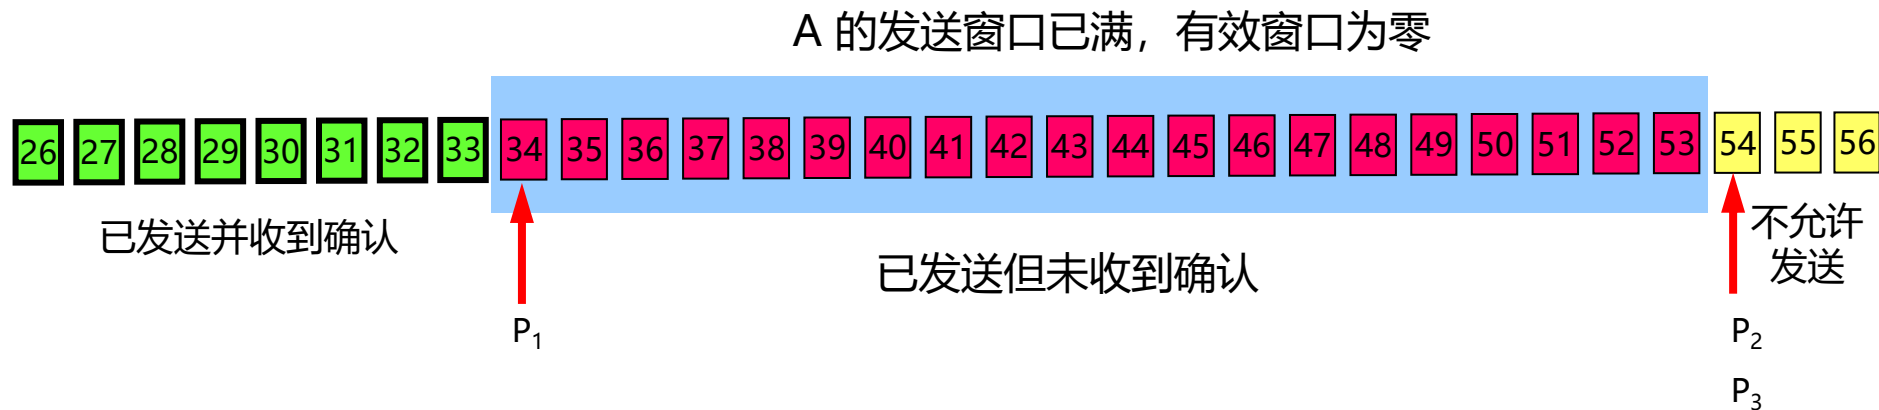 A 的发送窗口已满，有效窗口为零
26 27 28 29 30 31 32 33 34 35 36 37 38 39 40 41 42 43 44 45 46 47 48 49 50 51 52 53 54 55 56
已发送并收到确认
已发送但未收到确认
不允许
发送
P₁
P₂
P₃